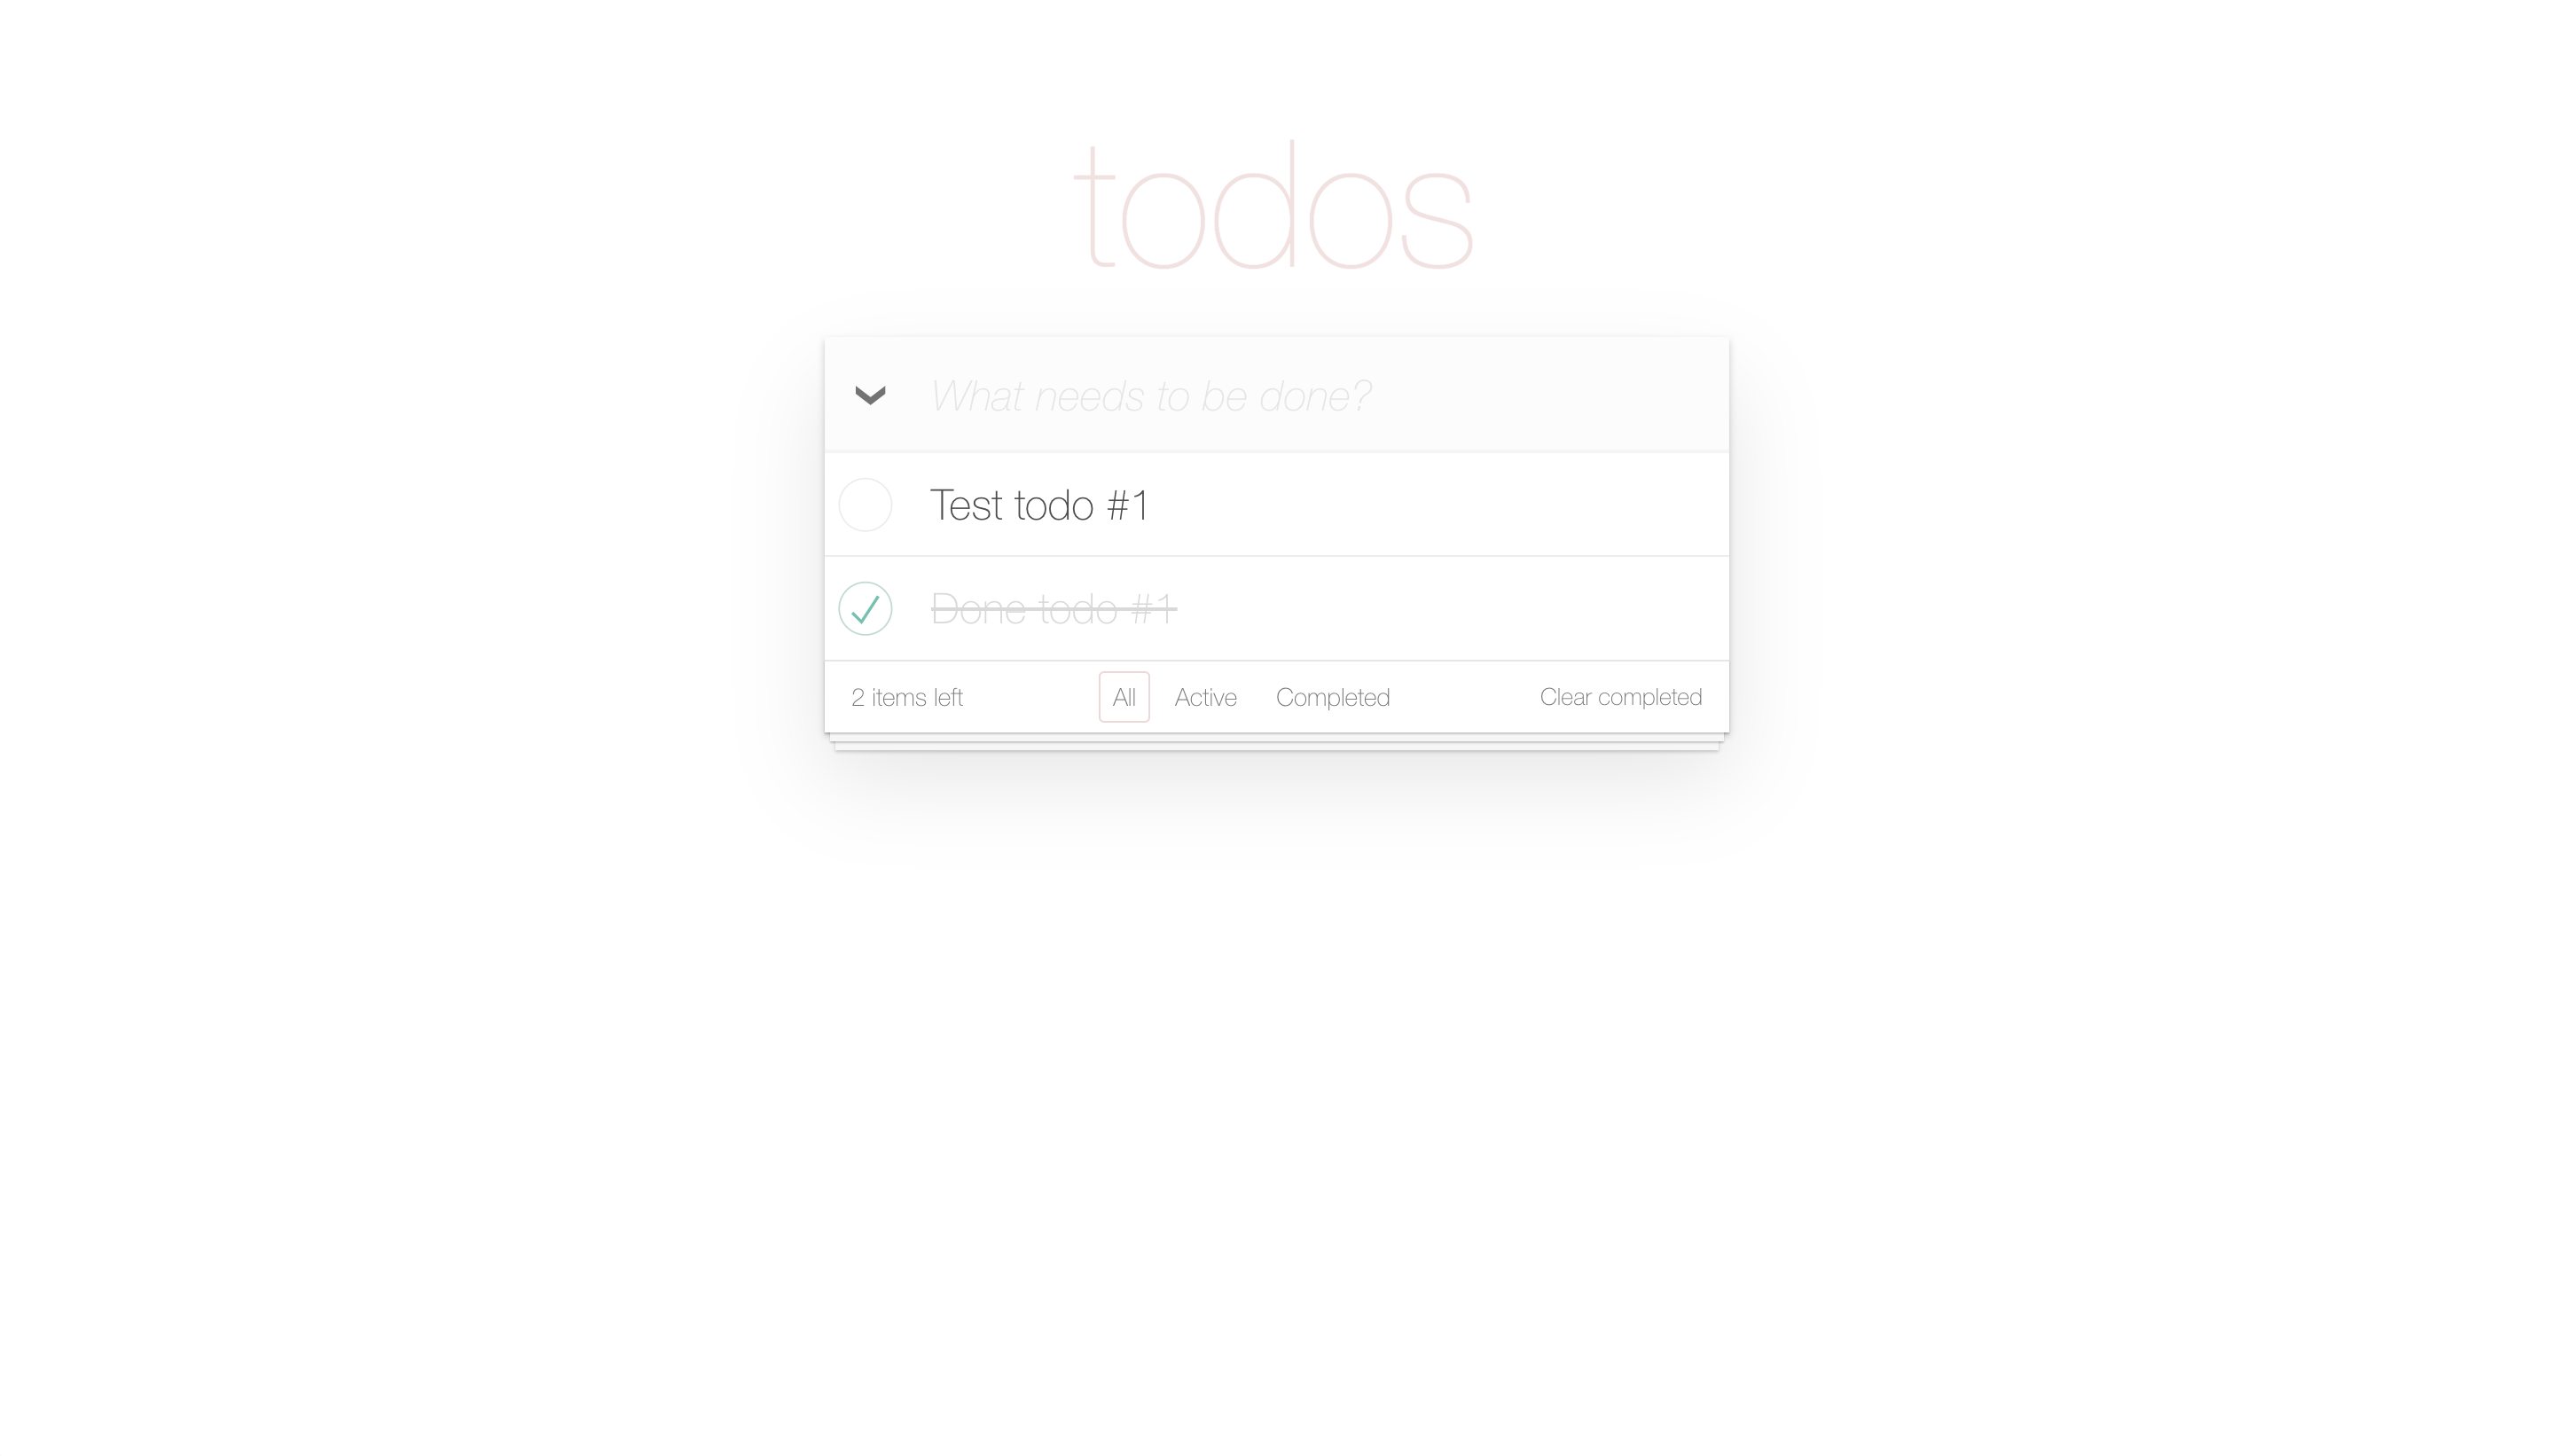 todos
What needs to be done?
Test todo #1
Done todo #1
2 items left All Active Completed Clear completed